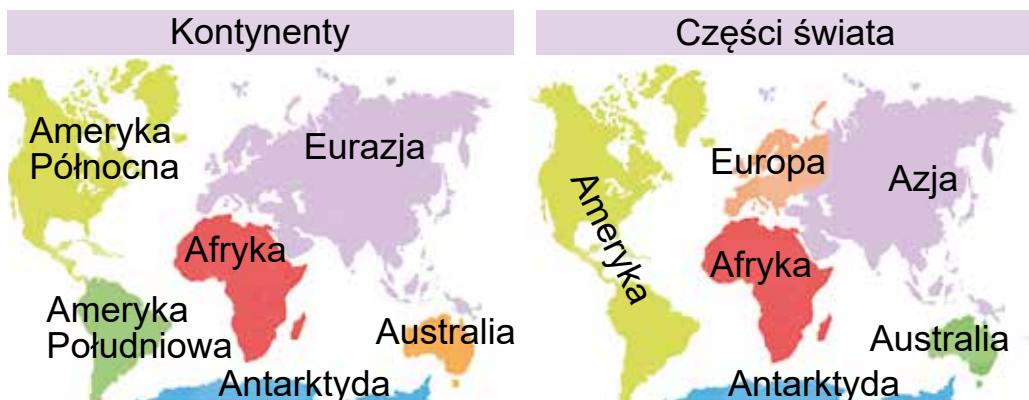 Kontynenty
Ameryka
Północna
Eurazja
Afryka
Ameryka
Południowa
Australia
Antarktyda
Części świata
Europa
Azja
Ameryka
Afryka
Australia
Antarktyda